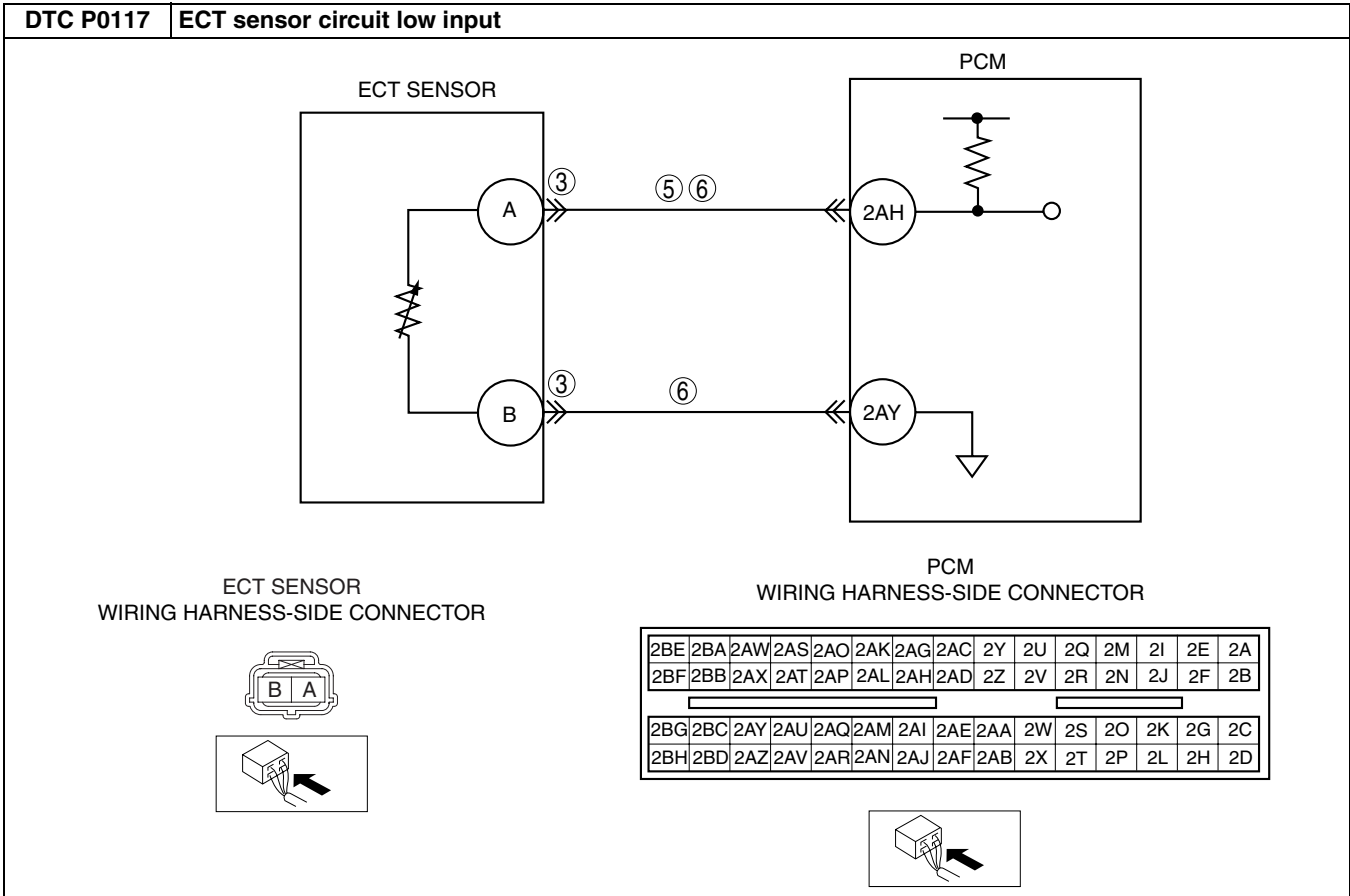 DTC P0117 ECT sensor circuit low input
PCM
ECT SENSOR
③ ⑤ ⑥
A 2AH
③ ⑥
B 2AY
ECT SENSOR
WIRING HARNESS-SIDE CONNECTOR
B A
PCM
WIRING HARNESS-SIDE CONNECTOR
2BE 2BA 2AW 2AS 2AO 2AK 2AG 2AC 2Y 2U 2Q 2M 2I 2E 2A
2BF 2BB 2AX 2AT 2AP 2AL 2AH 2AD 2Z 2V 2R 2N 2J 2F 2B
2BG 2BC 2AY 2AU 2AQ 2AM 2AI 2AE 2AA 2W 2S 2O 2K 2G 2C
2BH 2BD 2AZ 2AV 2AR 2AN 2AJ 2AF 2AB 2X 2T 2P 2L 2H 2D